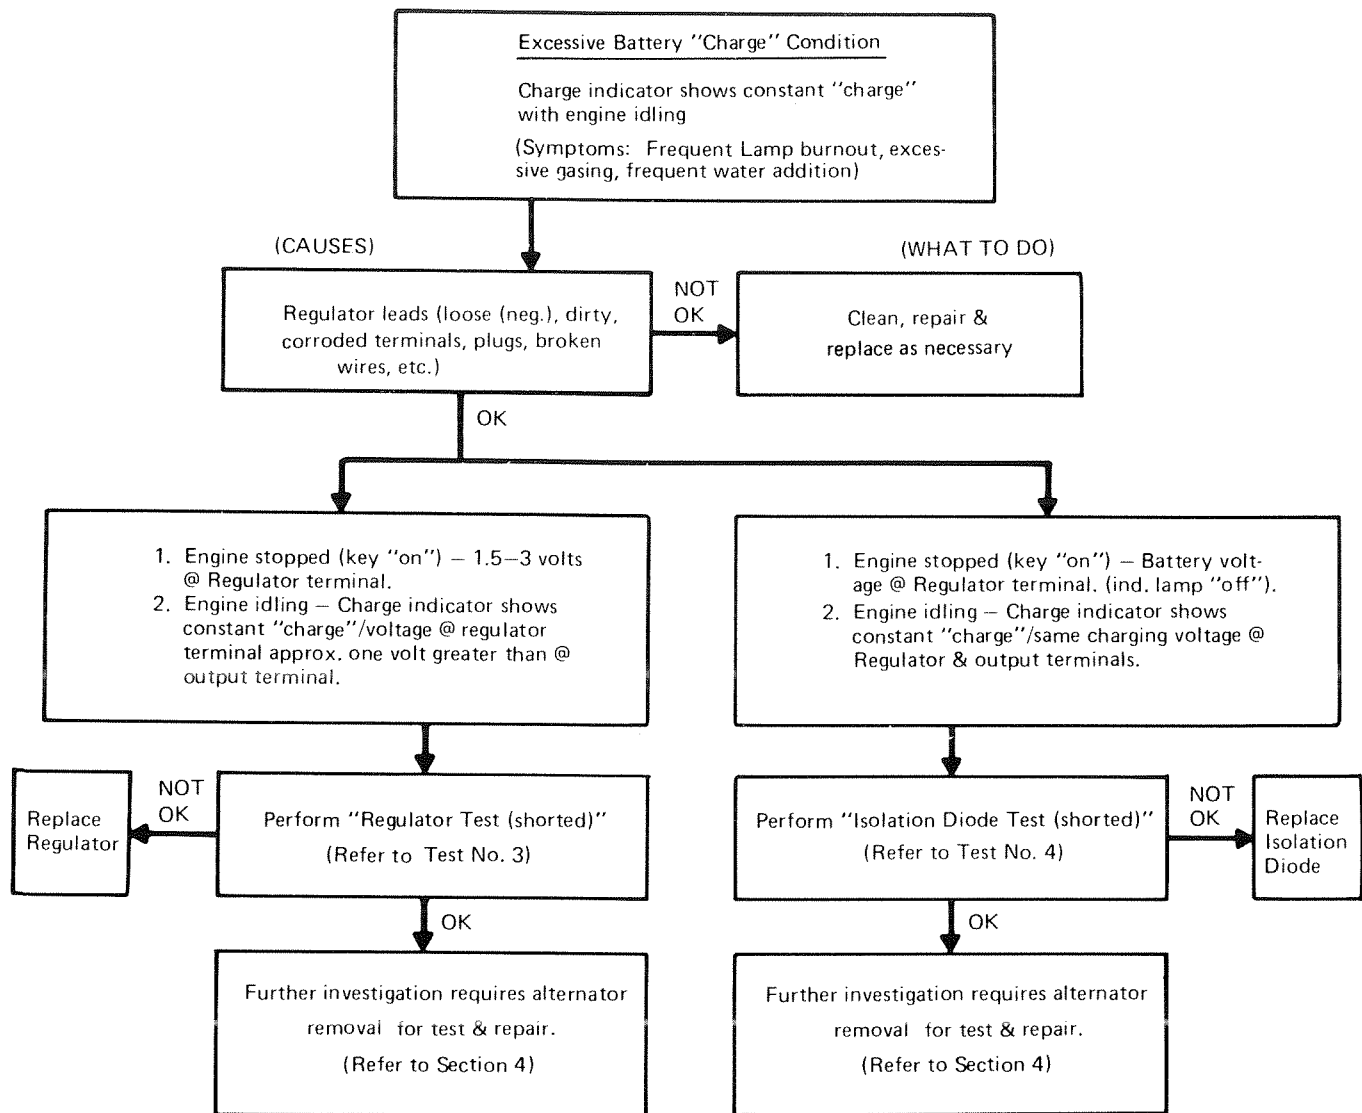 Excessive Battery "Charge" Condition
Charge indicator shows constant "charge"
with engine idling
(Symptoms: Frequent Lamp burnout, exces-
sive gasing, frequent water addition)
(CAUSES)
(WHAT TO DO)
Regulator leads (loose (neg.), dirty,
corroded terminals, plugs, broken
wires, etc.)
NOT
OK
Clean, repair &
replace as necessary
OK
1. Engine stopped (key "on") — 1.5—3 volts
@ Regulator terminal.
2. Engine idling — Charge indicator shows
constant "charge"/voltage @ regulator
terminal approx. one volt greater than @
output terminal.
1. Engine stopped (key "on") — Battery volt-
age @ Regulator terminal. (ind. lamp "off").
2. Engine idling — Charge indicator shows
constant "charge"/same charging voltage @
Regulator & output terminals.
Replace
Regulator
NOT
OK
Perform "Regulator Test (shorted)"
(Refer to Test No. 3)
Perform "Isolation Diode Test (shorted)"
(Refer to Test No. 4)
NOT
OK
Replace
Isolation
Diode
OK
OK
Further investigation requires alternator
removal for test & repair.
(Refer to Section 4)
Further investigation requires alternator
removal for test & repair.
(Refer to Section 4)